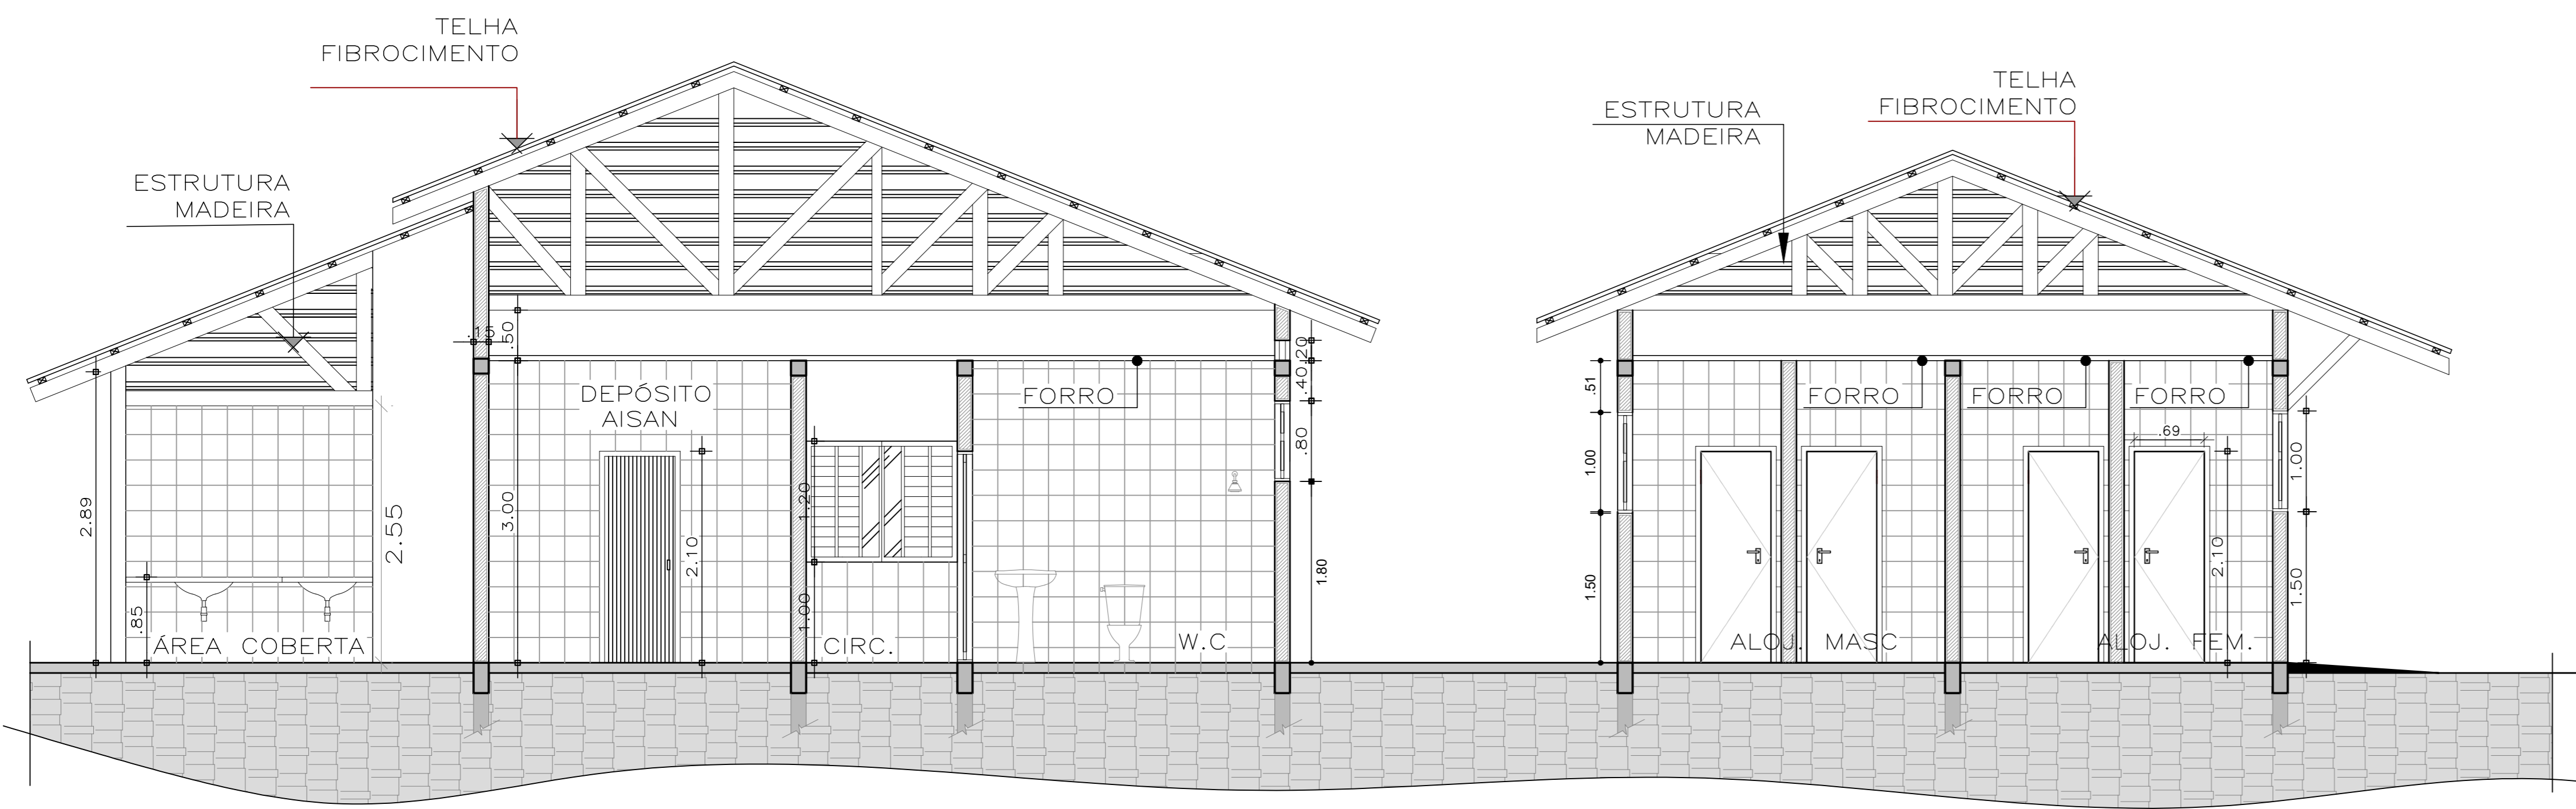 TELHA
FIBROCIMENTO
ESTRUTURA
MADEIRA
TELHA
FIBROCIMENTO
ESTRUTURA
MADEIRA
.15
.50
.20
.40
.51
DEPÓSITO
AISAN
FORRO
FORRO
FORRO
FORRO
.69
.80
1.00
1.00
2.89
2.55
3.00
1.20
2.10
1.80
1.50
2.10
1.50
.85
1.00
ÁREA COBERTA
CIRC.
W.C
ALOJ. MASC
ALOJ. FEM.